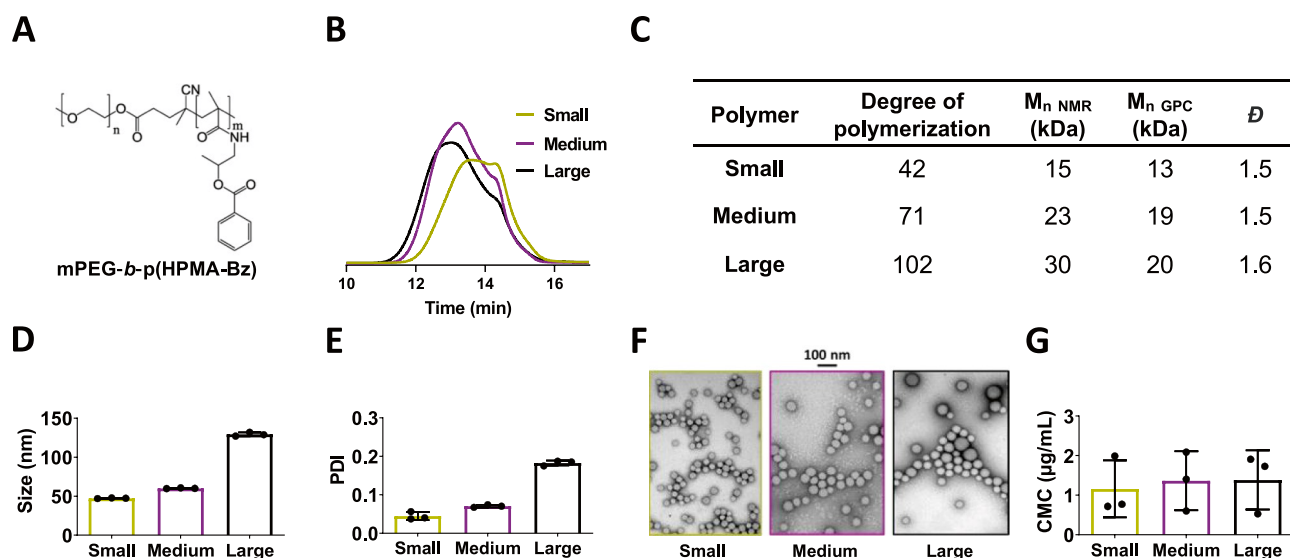 A
O
n
O
O
CN
m
O
NH
O
O
mPEG-b-p(HPMA-Bz)
B
Small
Medium
Large
10 12 14 16
Time (min)
C
Polymer Degree of polymerization Mn NMR (kDa) Mn GPC (kDa) Đ
Small 42 15 13 1.5
Medium 71 23 19 1.5
Large 102 30 20 1.6
D
Size (nm)
150
100
50
0
Small Medium Large
E
PDI
0.3
0.2
0.1
0.0
Small Medium Large
F
100 nm
Small Medium Large
G
CMC (µg/mL)
3
2
1
0
Small Medium Large